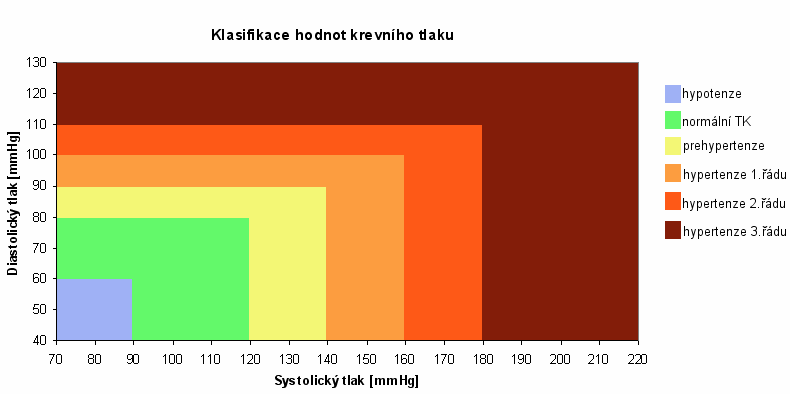 Klasifikace hodnot krevního tlaku
130
120
110
100
90
80
70
60
50
40
Diastolický tlak [mmHg]
70 80 90 100 110 120 130 140 150 160 170 180 190 200 210 220
Systolický tlak [mmHg]
hypotenze
normální TK
prehypertenze
hypertenze 1.řádu
hypertenze 2.řádu
hypertenze 3.řádu